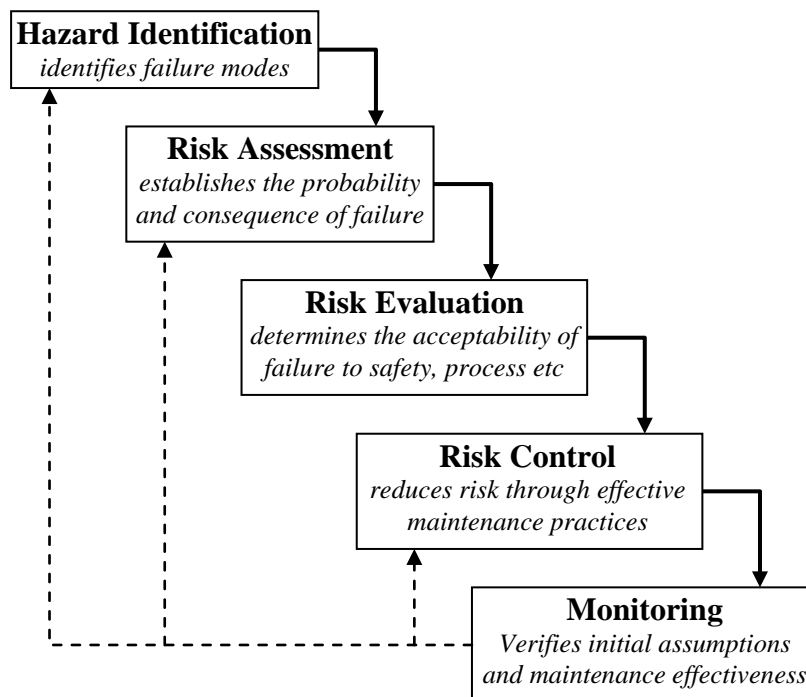 Hazard Identification
identifies failure modes
Risk Assessment
establishes the probability
and consequence of failure
Risk Evaluation
determines the acceptability of
failure to safety, process etc
Risk Control
reduces risk through effective
maintenance practices
Monitoring
Verifies initial assumptions
and maintenance effectiveness